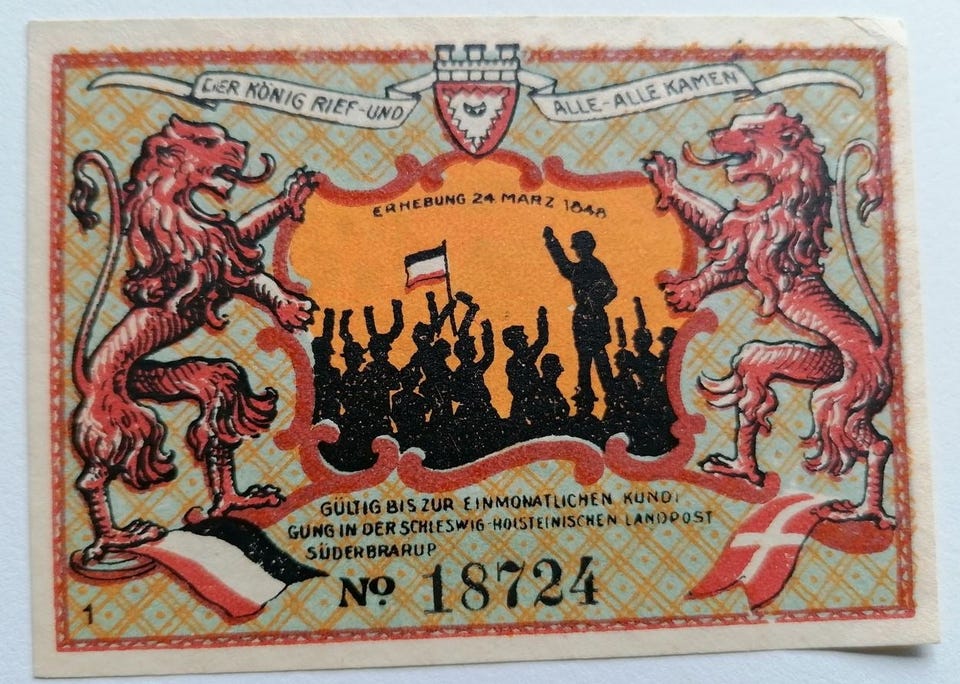 DER KÖNIG RIEF-UND
ALLE-ALLE KAMEN
ERHEBUNG 24 MARZ 1848
GÜLTIG BIS ZUR EINMONATLICHEN KÜNDI
GUNG IN DER SCHLESWIG-HOLSTEINISCHEN LANDPOST
SÜDERBRARUP
No 18724
1